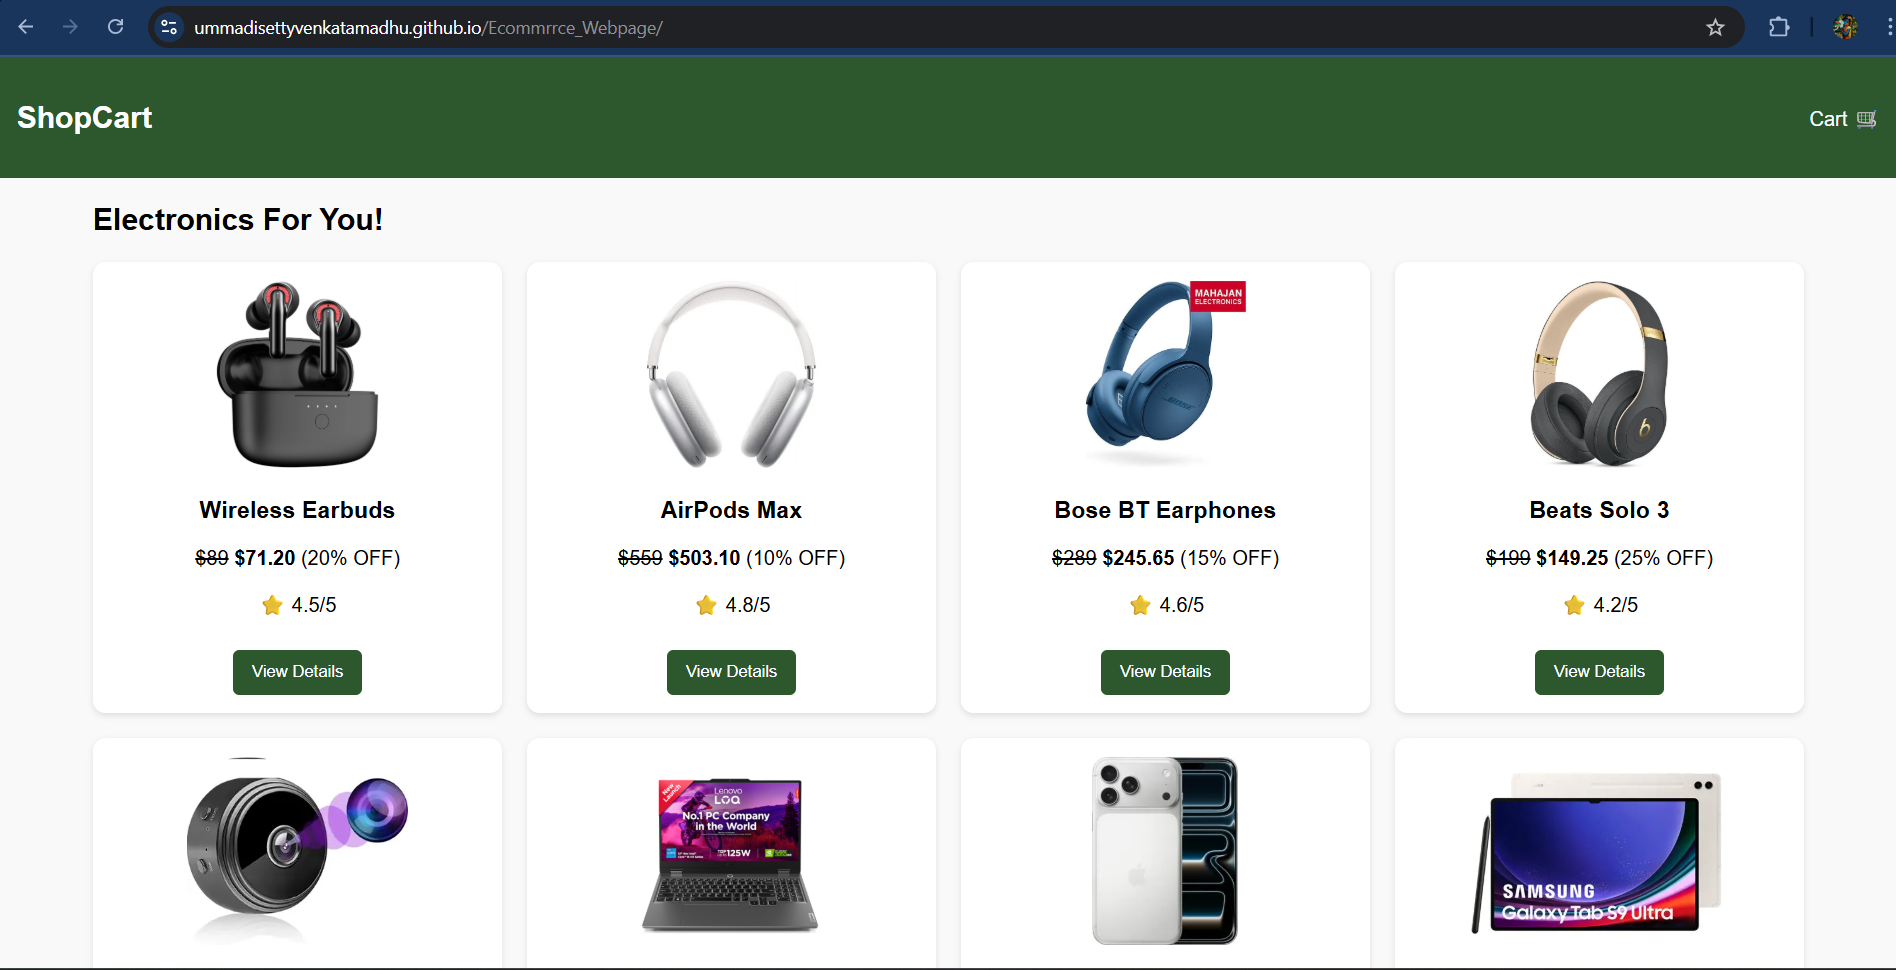 ummadisettyvenkatamadhu.github.io/Ecommrrce_Webpage/
ShopCart
Cart
Electronics For You!
MAHAJAN
ELECTRONICS
BOSE
Wireless Earbuds
$89 $71.20 (20% OFF)
4.5/5
View Details
AirPods Max
$559 $503.10 (10% OFF)
4.8/5
View Details
Bose BT Earphones
$289 $245.65 (15% OFF)
4.6/5
View Details
Beats Solo 3
$199 $149.25 (25% OFF)
4.2/5
View Details
New
Launch
Lenovo
LOQ
No.1 PC Company
in the World
125W
SAMSUNG
Galaxy Tab S9 Ultra